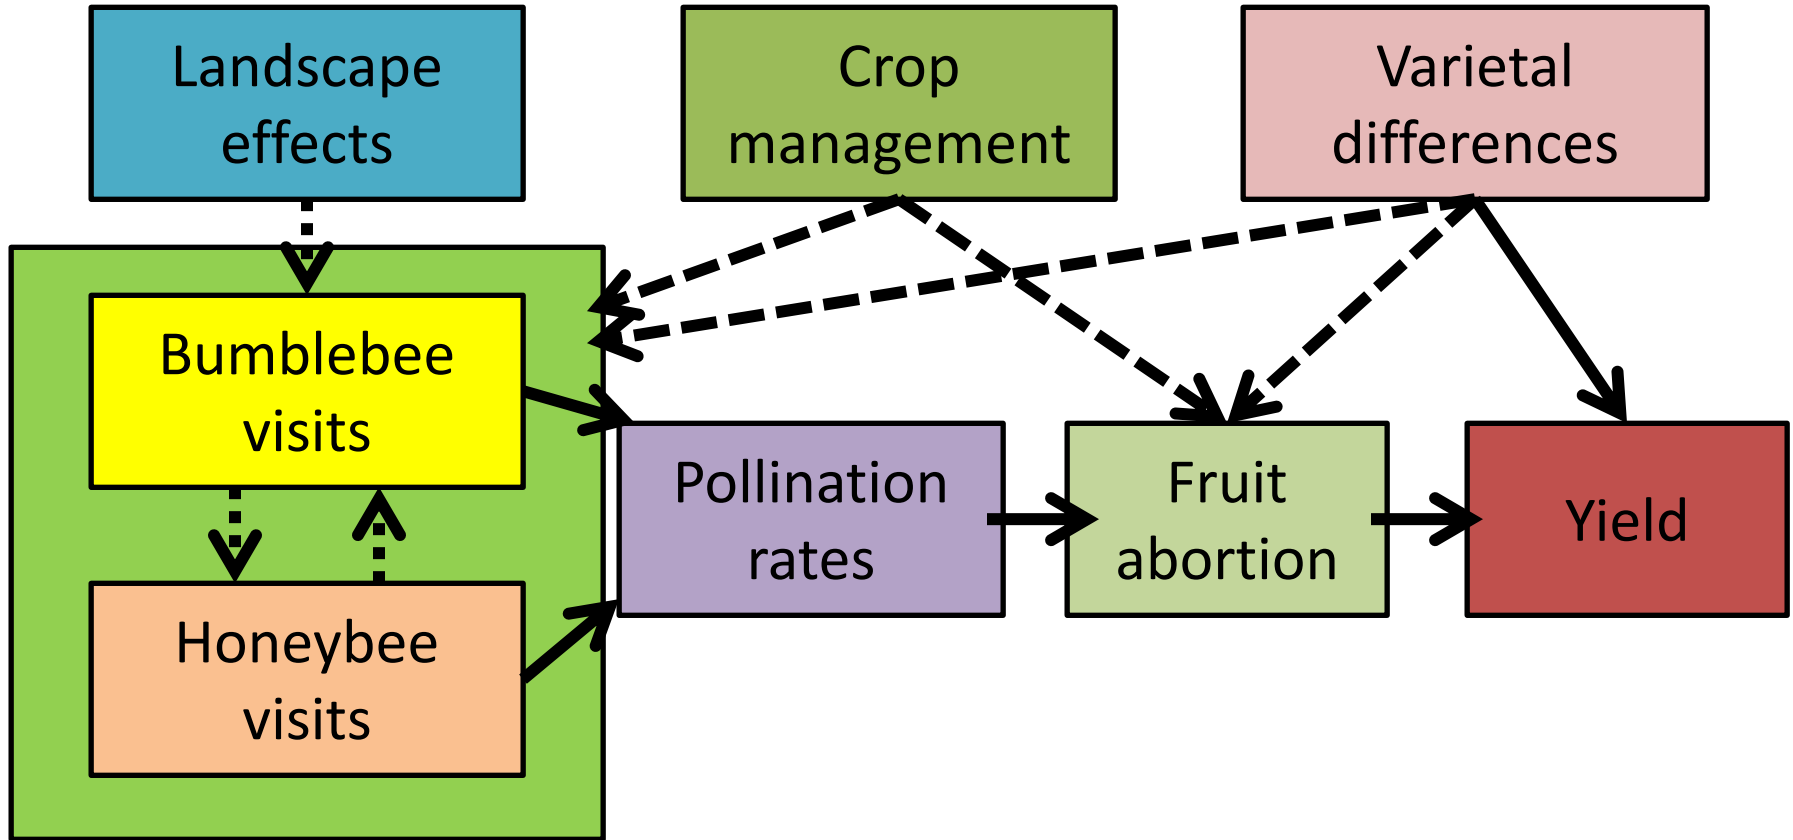 Landscape
effects
Crop
management
Varietal
differences
Bumblebee
visits
Pollination
rates
Fruit
abortion
Yield
Honeybee
visits